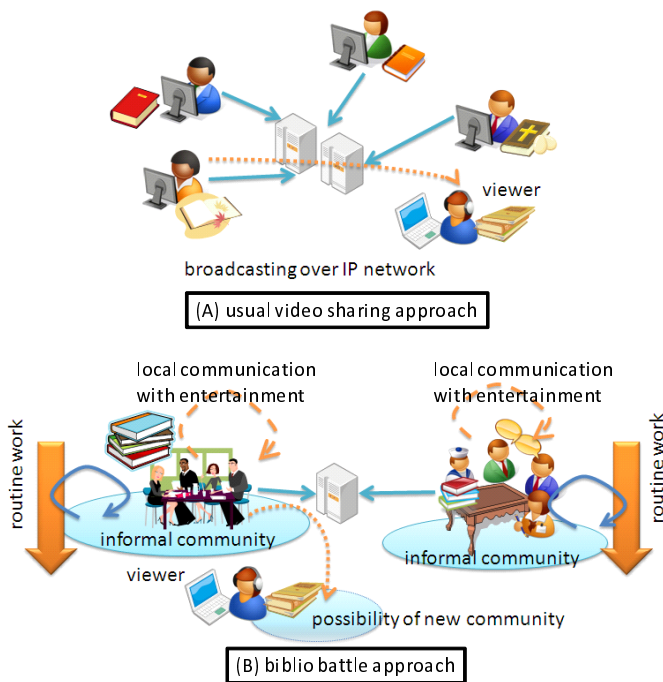 viewer
broadcasting over IP network
(A) usual video sharing approach
local communication
with entertainment
local communication
with entertainment
routine work
routine work
informal community
informal community
viewer
possibility of new community
(B) biblio battle approach